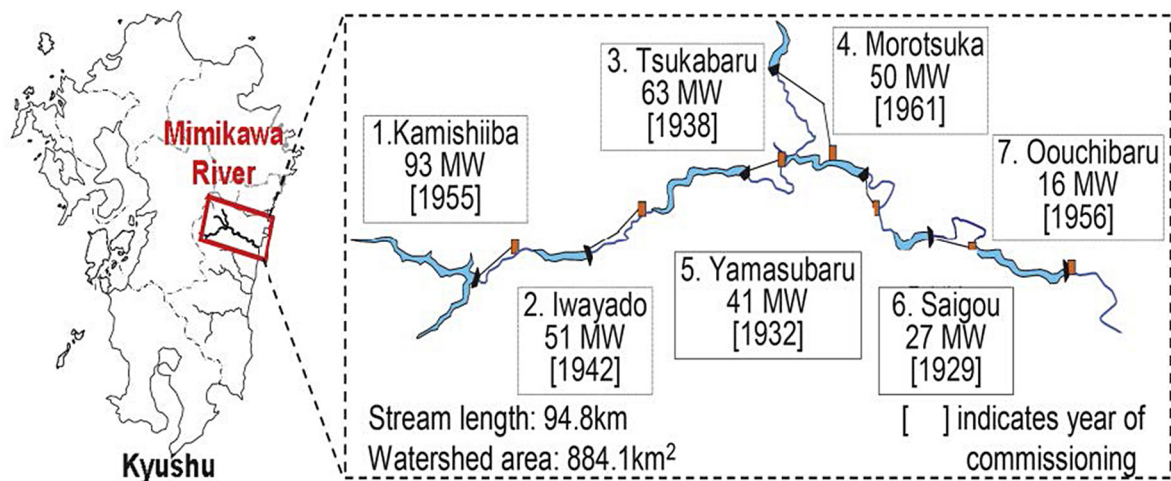 Mimikawa
River
Kyushu
1.Kamishiiba
93 MW
[1955]
2. Iwayado
51 MW
[1942]
3. Tsukabaru
63 MW
[1938]
4. Morotsuka
50 MW
[1961]
5. Yamasubaru
41 MW
[1932]
6. Saigou
27 MW
[1929]
7. Oouchibaru
16 MW
[1956]
Stream length: 94.8km
Watershed area: 884.1km²
[ ] indicates year of
commissioning